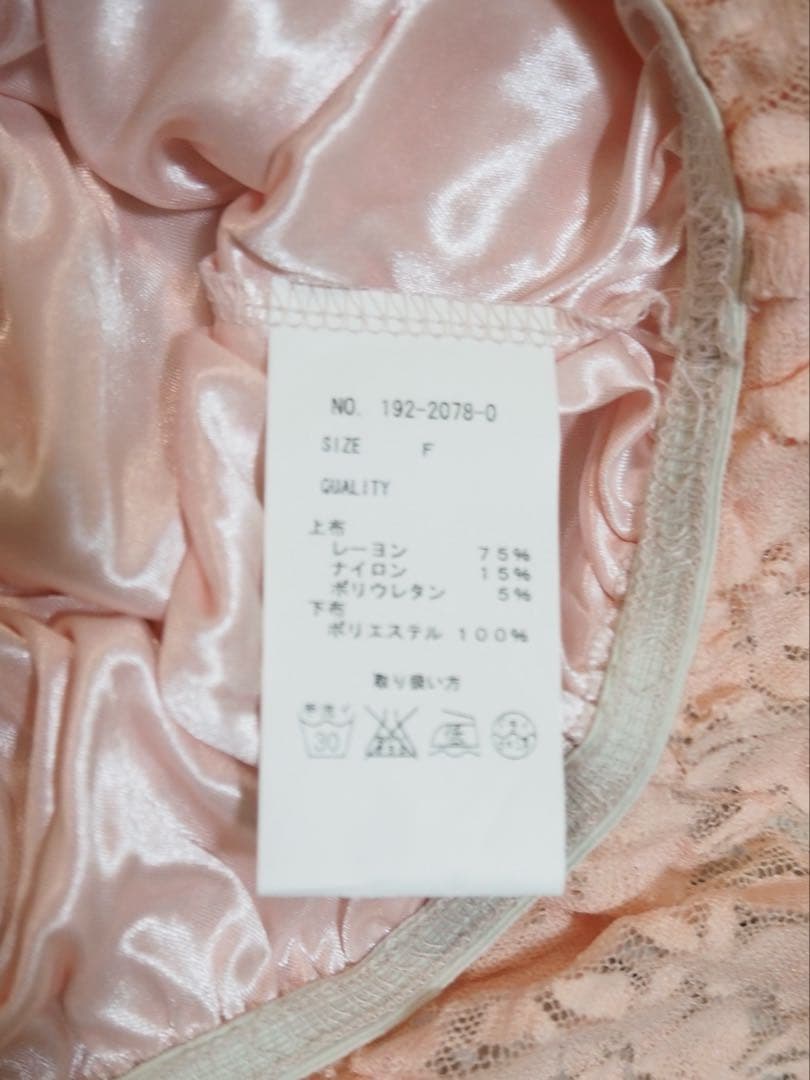 NO. 192-2078-0
SIZE F
QUALITY
上布
レーヨン 75%
ナイロン 15%
ポリウレタン 5%
下布
ポリエステル 100%
取り扱い方
30